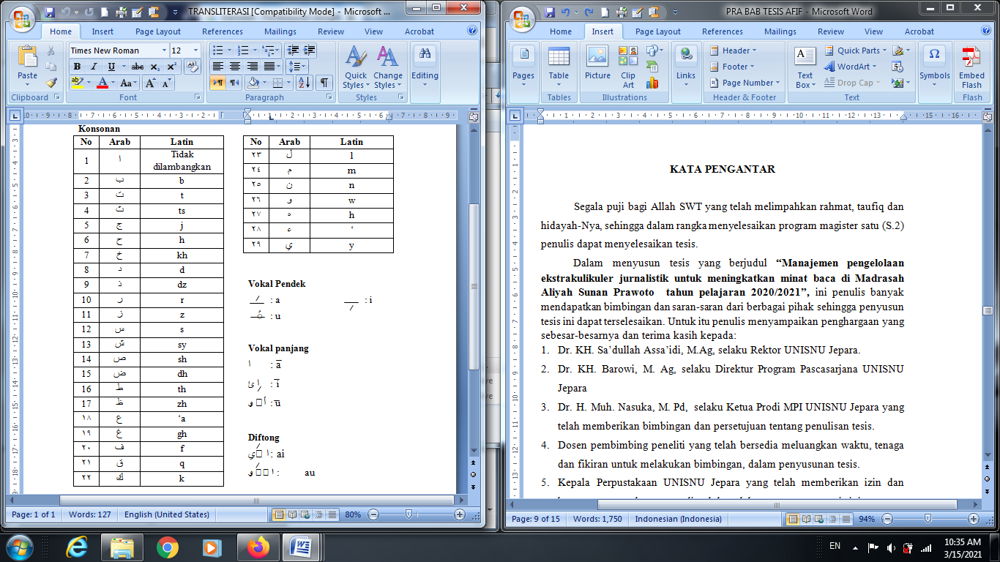 TRANSLITERASI [Compatibility Mode] - Microsoft ...
Home Insert Page Layout References Mailings Review View Acrobat
Times New Roman 12
Paste
Quick Styles
Change Styles
Editing
Clipboard Font Paragraph Styles
Konsonan
No Arab Latin
1 ا Tidak
dilambangkan
2 ب b
3 ت t
4 ث ts
5 ج j
6 ح h
7 خ kh
8 د d
9 ذ dz
10 ر r
11 ز z
12 س s
13 ش sy
14 ص sh
15 ض dh
16 ط th
17 ظ zh
١٨ ع ‘a
١٩ غ gh
٢٠ ف f
٢١ ق q
٢٢ ك k
No Arab Latin
٢٣ ل l
٢٤ م m
٢٥ ن n
٢٦ و w
٢٧ ه h
٢٨ ء ‘
٢٩ ي y
Vokal Pendek
: a : i
: u
Vokal panjang
ا : a̅
: i̅
: u̅
Diftong
: ai
: au
Page: 1 of 1 Words: 127 English (United States) 80%
PRA BAB TESIS AFIF - Microsoft Word
Home Insert Page Layout References Mailings Review View Acrobat
Pages
Table
Picture
Clip Art
Links
Header
Footer
Page Number
Text Box
Quick Parts
WordArt
Drop Cap
Symbols
Embed Flash
Tables Illustrations Header & Footer Text Flash
KATA PENGANTAR
Segala puji bagi Allah SWT yang telah melimpahkan rahmat, taufiq dan
hidayah-Nya, sehingga dalam rangka menyelesaikan program magister satu (S.2)
penulis dapat menyelesaikan tesis.
Dalam menyusun tesis yang berjudul “Manajemen pengelolaan
ekstrakulikuler jurnalistik untuk meningkatkan minat baca di Madrasah
Aliyah Sunan Prawoto tahun pelajaran 2020/2021”, ini penulis banyak
mendapatkan bimbingan dan saran-saran dari berbagai pihak sehingga penyusun
tesis ini dapat terselesaikan. Untuk itu penulis menyampaikan penghargaan yang
sebesar-besarnya dan terima kasih kepada:
1. Dr. KH. Sa’dullah Assa’idi, M.Ag, selaku Rektor UNISNU Jepara.
2. Dr. KH. Barowi, M. Ag, selaku Direktur Program Pascasarjana UNISNU
Jepara
3. Dr. H. Muh. Nasuka, M. Pd, selaku Ketua Prodi MPI UNISNU Jepara yang
telah memberikan bimbingan dan persetujuan tentang penulisan tesis.
4. Dosen pembimbing peneliti yang telah bersedia meluangkan waktu, tenaga
dan fikiran untuk melakukan bimbingan, dalam penyusunan tesis.
5. Kepala Perpustakaan UNISNU Jepara yang telah memberikan izin dan
Page: 9 of 15 Words: 1,750 Indonesian (Indonesia) 94%
EN
10:35 AM
3/15/2021